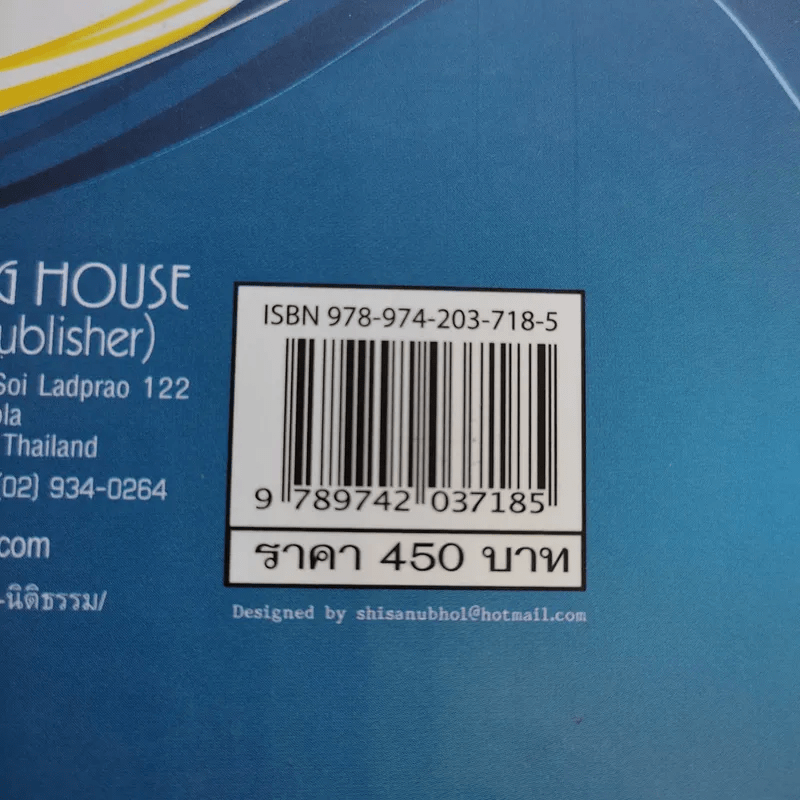 G HOUSE
ublisher)
Soi Ladprao 122
ola
Thailand
(02) 934-0264
.com
-นิติธรรม/
ISBN 978-974-203-718-5
9 789742 037185
ราคา 450 บาท
Designed by shisanubhol@hotmail.com